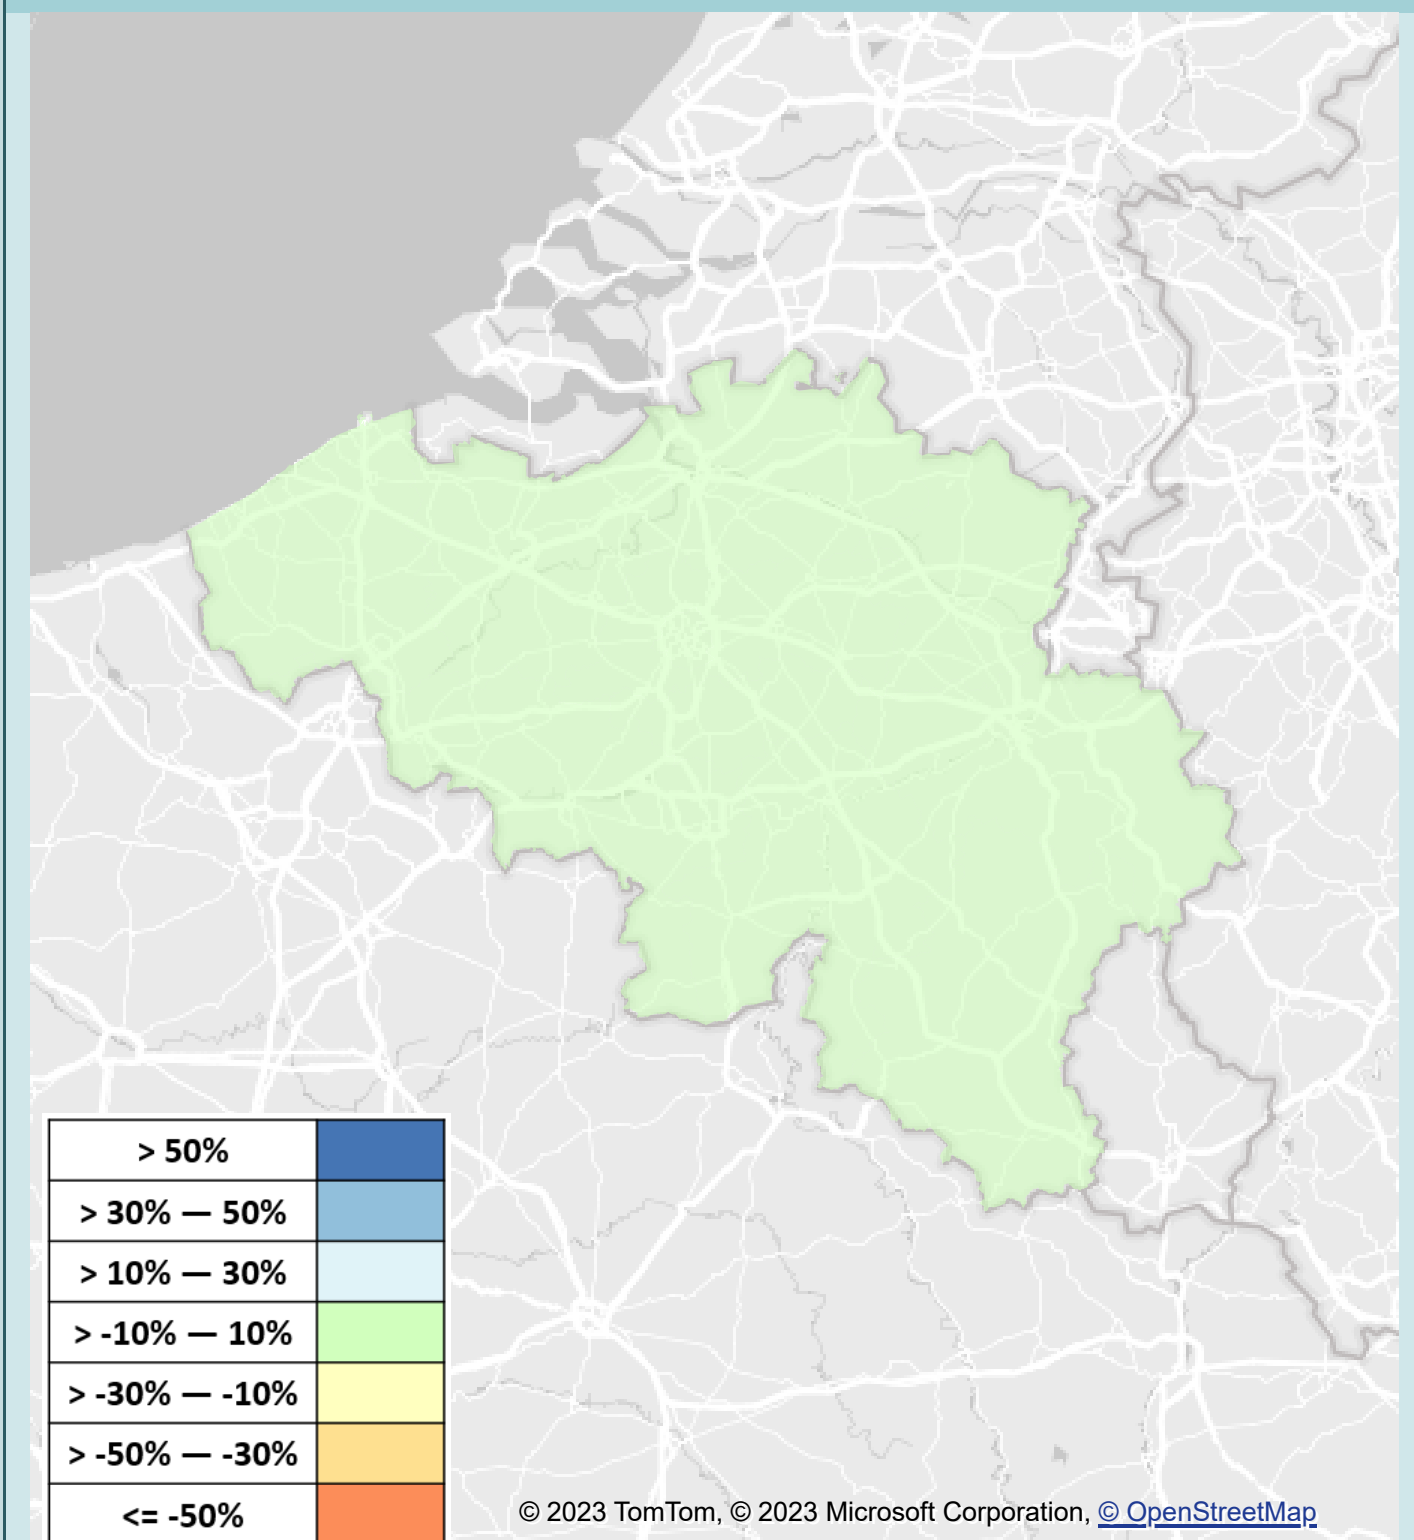 > 50%
> 30% — 50%
> 10% — 30%
> -10% — 10%
> -30% — -10%
> -50% — -30%
<= -50%
© 2023 TomTom, © 2023 Microsoft Corporation, © OpenStreetMap